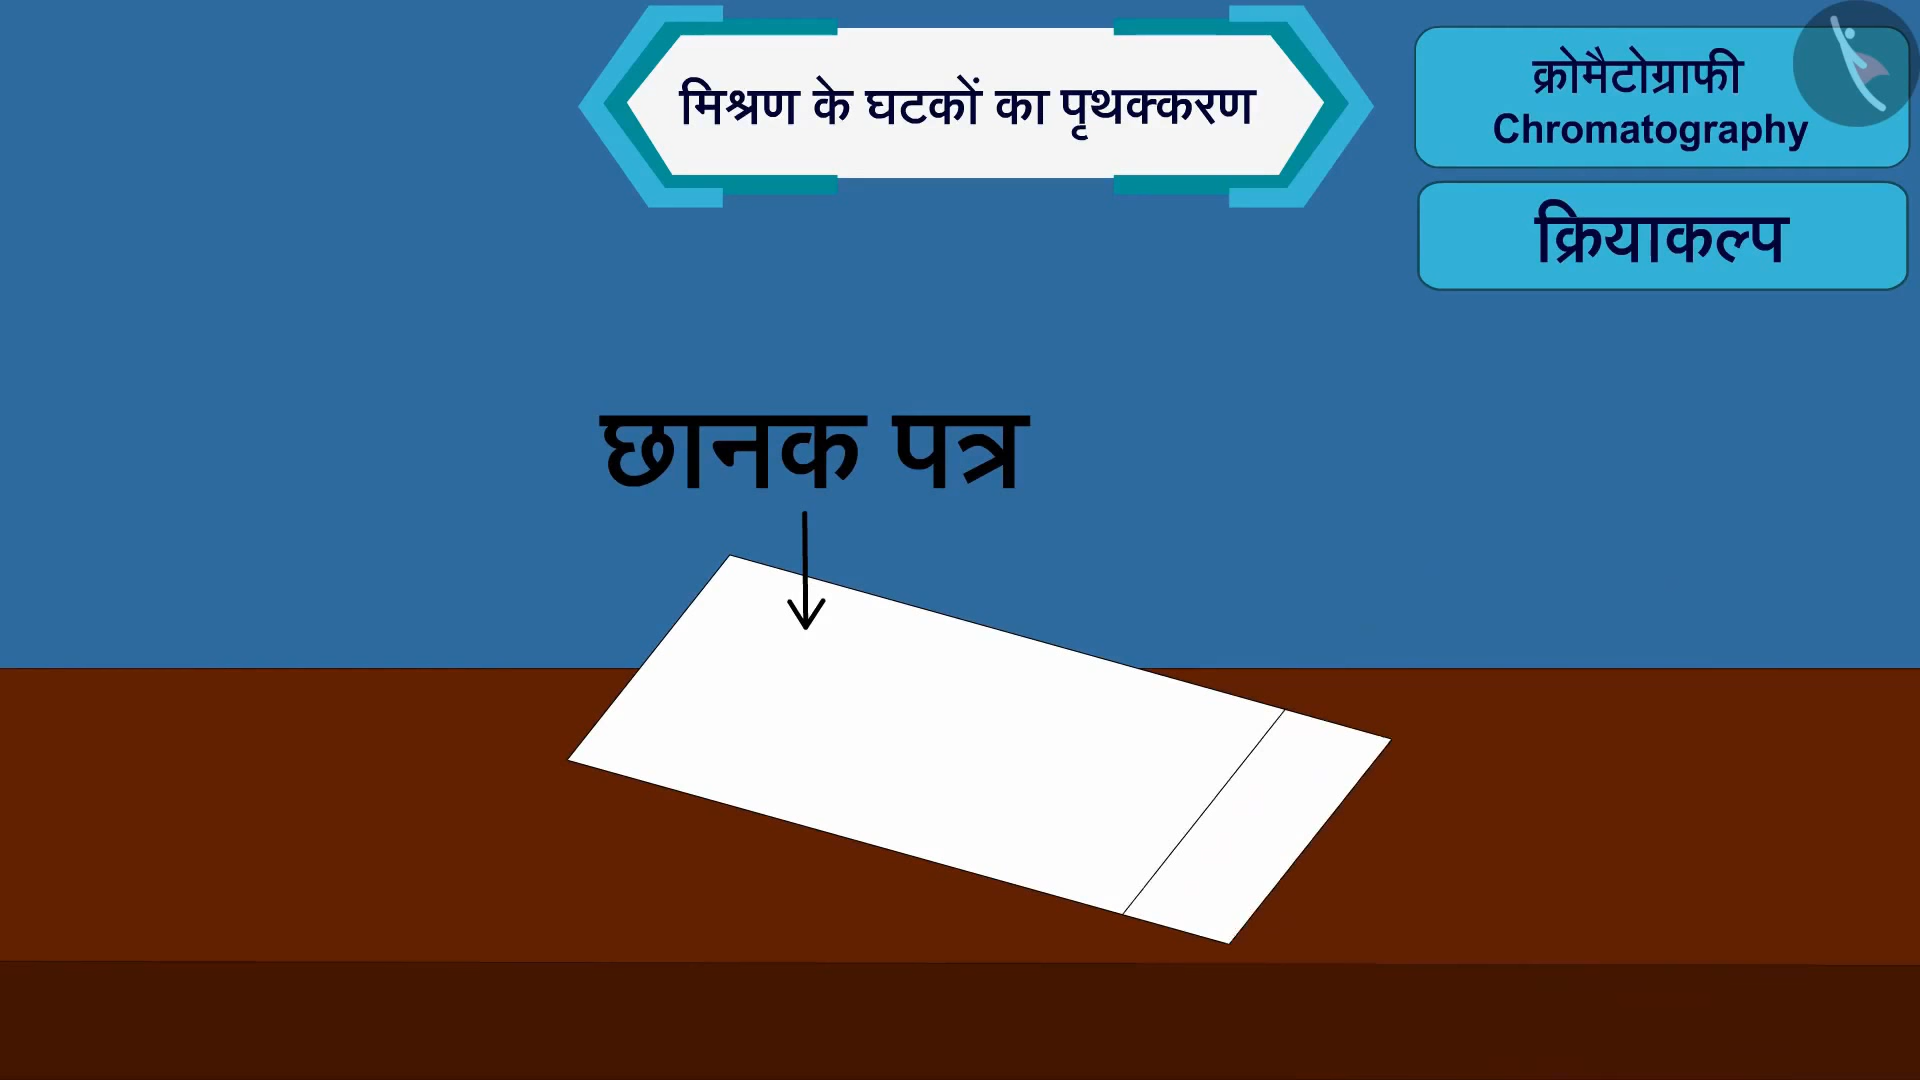 मिश्रण के घटकों का पृथक्करण
क्रोमैटोग्राफी
Chromatography
क्रियाकल्प
छानक पत्र